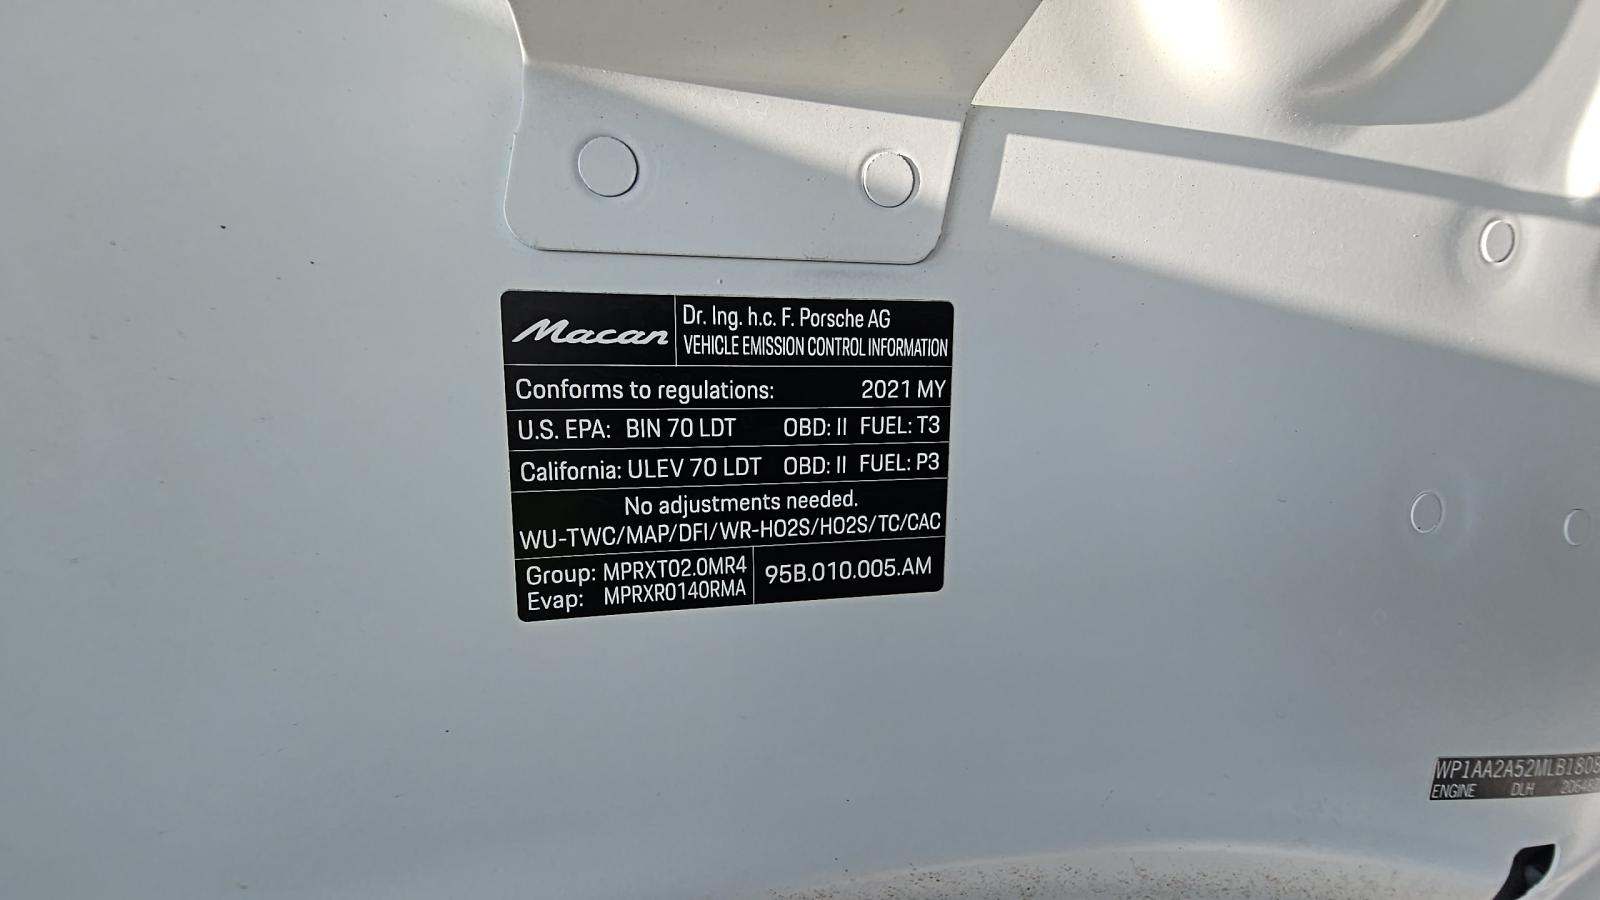 Macan
Dr. Ing. h.c. F. Porsche AG
VEHICLE EMISSION CONTROL INFORMATION
Conforms to regulations: 2021 MY
U.S. EPA: BIN 70 LDT OBD: II FUEL: T3
California: ULEV 70 LDT OBD: II FUEL: P3
No adjustments needed.
WU-TWC/MAP/DFI/WR-HO2S/HO2S/TC/CAC
Group: MPRXT02.0MR4
Evap: MPRXR0140RMA
95B.010.005.AM
WP1AA2A52MLB1808
ENGINE DLH